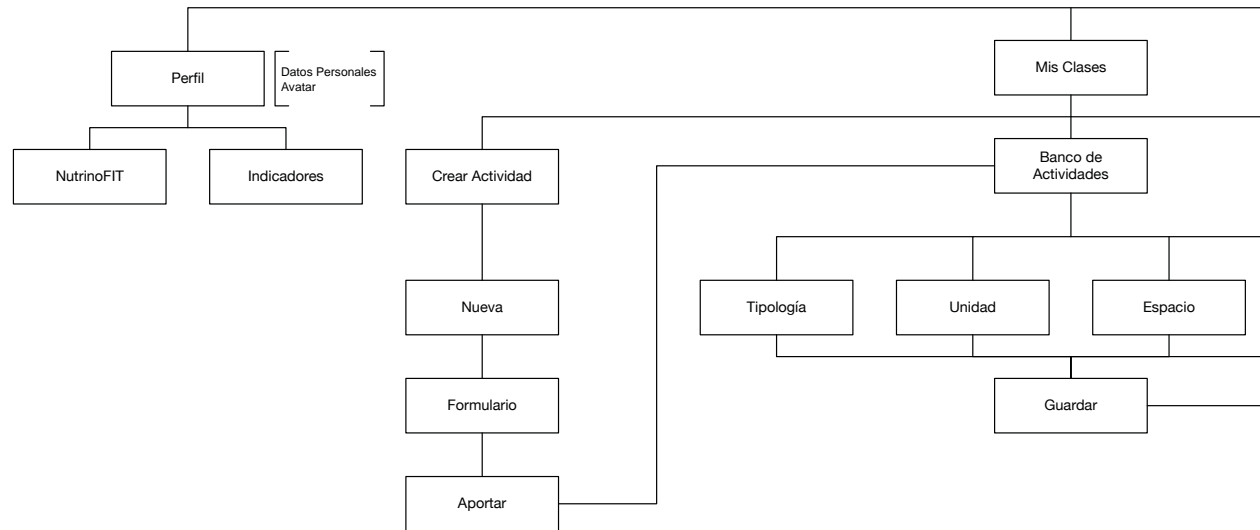 Perfil
Datos Personales
Avatar
Mis Clases
NutrinoFIT
Indicadores
Crear Actividad
Banco de
Actividades
Nueva
Tipología
Unidad
Espacio
Formulario
Guardar
Aportar